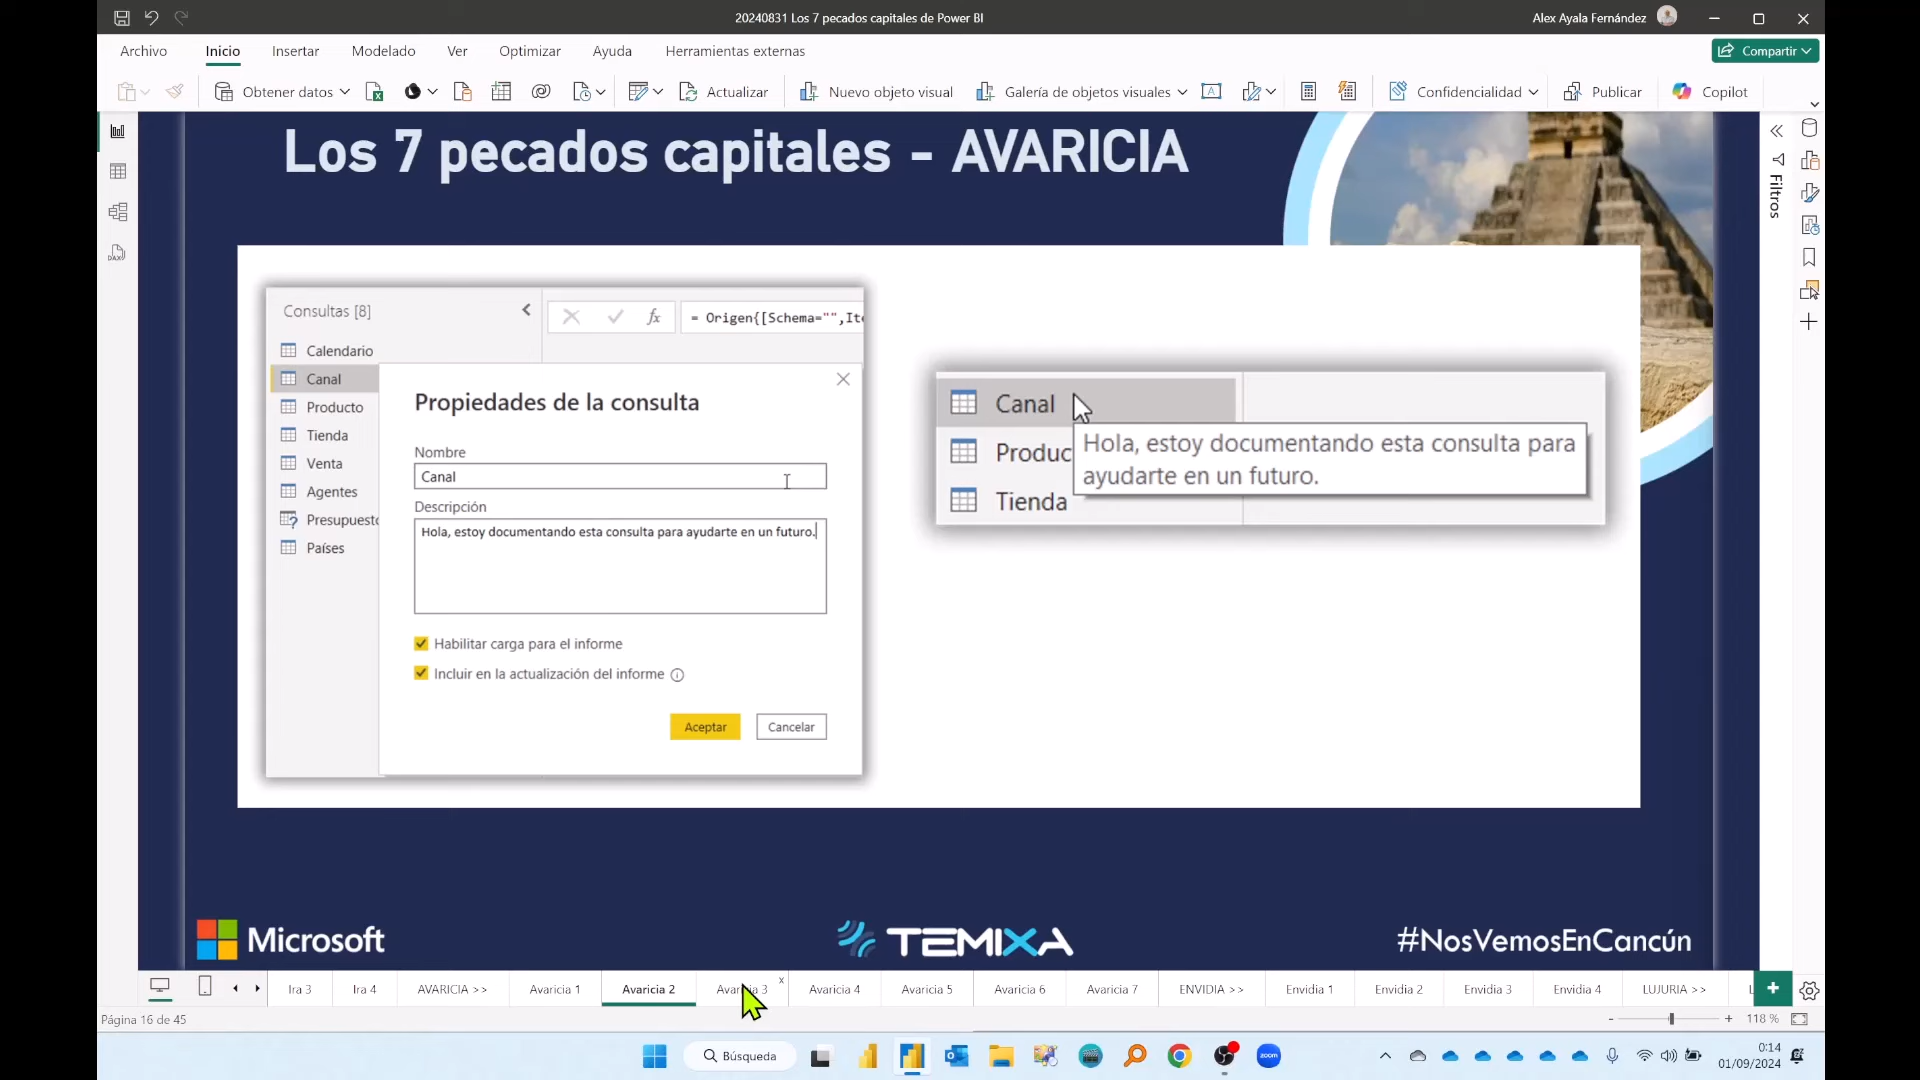 20240831 Los 7 pecados capitales de Power BI
Alex Ayala Fernández
Archivo
Inicio
Insertar
Modelado
Ver
Optimizar
Ayuda
Herramientas externas
Compartir
Obtener datos
Actualizar
Nuevo objeto visual
Galería de objetos visuales
Confidencialidad
Publicar
Copilot
Los 7 pecados capitales - AVARICIA
Filtros
Consultas [8]
fx
= Origen{[Schema="",Ite
Calendario
Canal
Producto
Tienda
Venta
Agentes
Presupuesto
Países
Propiedades de la consulta
Nombre
Canal
Descripción
Hola, estoy documentando esta consulta para ayudarte en un futuro.
Habilitar carga para el informe
Incluir en la actualización del informe
Aceptar
Cancelar
Canal
Produc
Tienda
Hola, estoy documentando esta consulta para
ayudarte en un futuro.
Microsoft
TEMIXA
#NosVemosEnCancún
Ira 3
Ira 4
AVARICIA >>
Avaricia 1
Avaricia 2
Avaricia 3
x
Avaricia 4
Avaricia 5
Avaricia 6
Avaricia 7
ENVIDIA >>
Envidia 1
Envidia 2
Envidia 3
Envidia 4
LUJURIA >>
L
Página 16 de 45
118 %
Búsqueda
zoom
0:14
01/09/2024